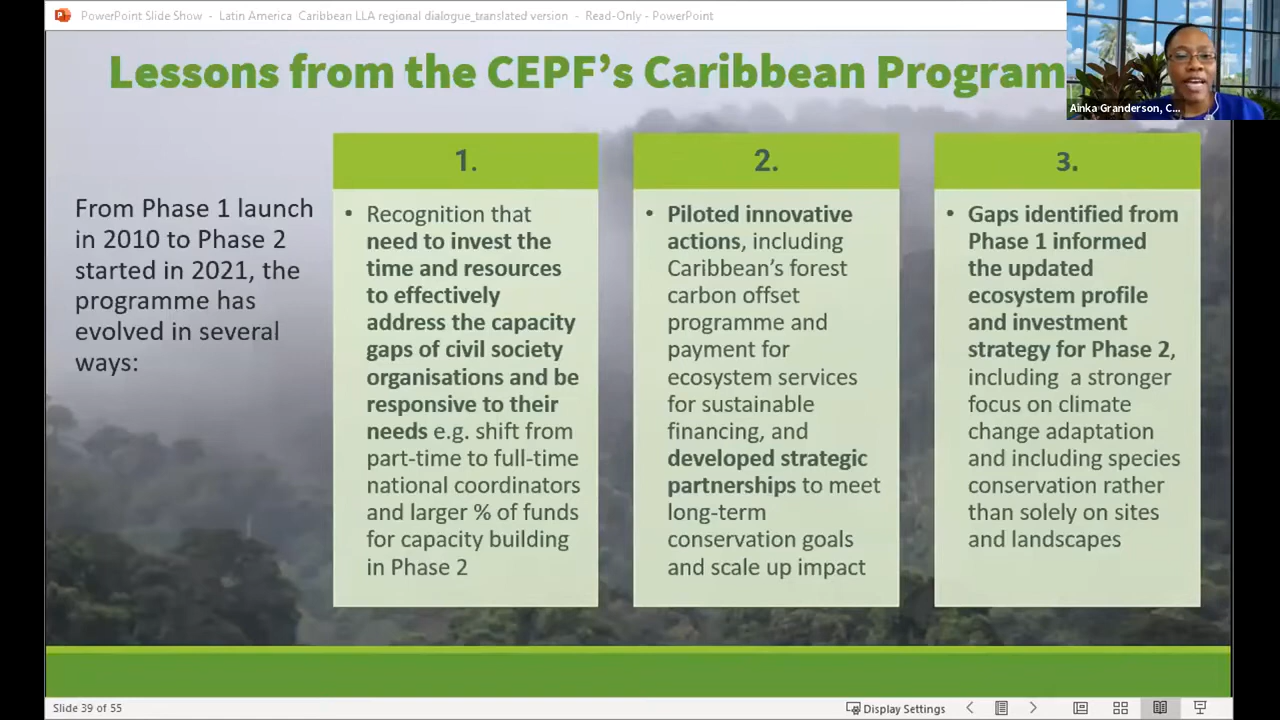 PowerPoint Slide Show - Latin America Caribbean LLA regional dialogue_translated version - Read-Only - PowerPoint
Lessons from the CEPF's Caribbean Program
Ainka Granderson, C...
From Phase 1 launch
in 2010 to Phase 2
started in 2021, the
programme has
evolved in several
ways:
1.
• Recognition that
need to invest the
time and resources
to effectively
address the capacity
gaps of civil society
organisations and be
responsive to their
needs e.g. shift from
part-time to full-time
national coordinators
and larger % of funds
for capacity building
in Phase 2
2.
• Piloted innovative
actions, including
Caribbean's forest
carbon offset
programme and
payment for
ecosystem services
for sustainable
financing, and
developed strategic
partnerships to meet
long-term
conservation goals
and scale up impact
3.
• Gaps identified from
Phase 1 informed
the updated
ecosystem profile
and investment
strategy for Phase 2,
including a stronger
focus on climate
change adaptation
and including species
conservation rather
than solely on sites
and landscapes
Slide 39 of 55
Display Settings